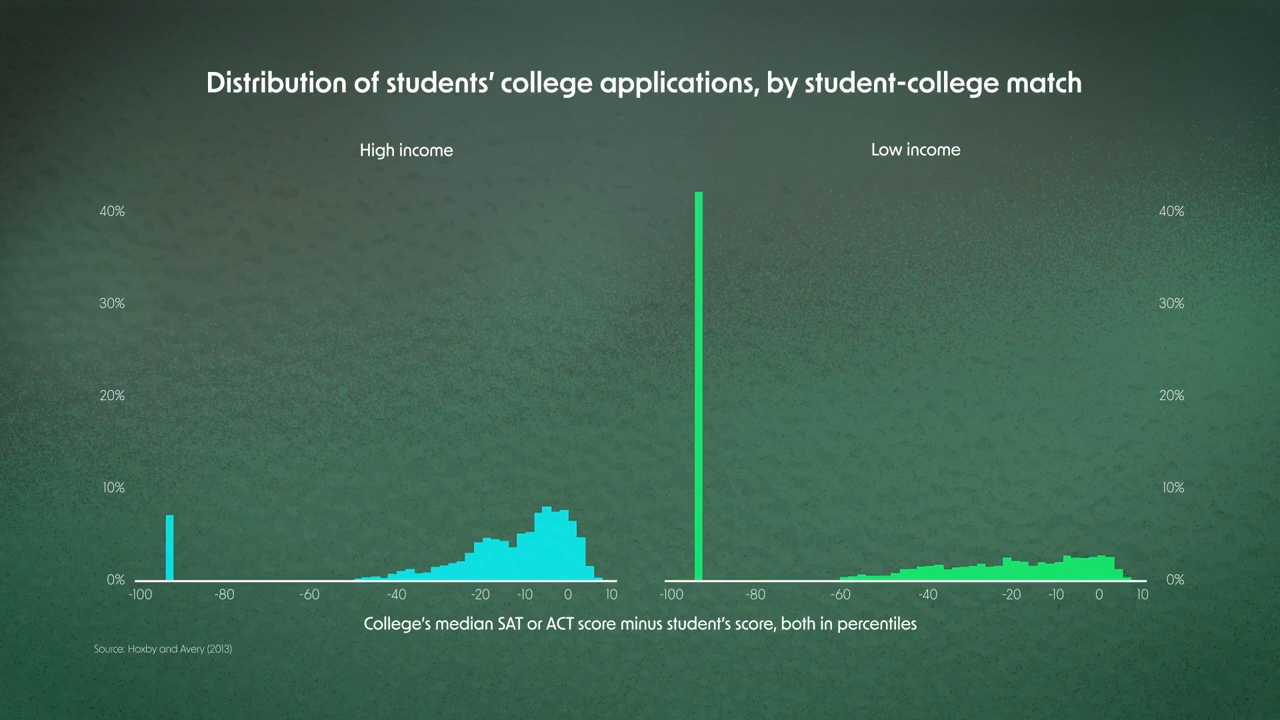 Distribution of students' college applications, by student-college match
High income
Low income
40%
40%
30%
30%
20%
20%
10%
10%
0%
0%
-100 -80 -60 -40 -20 -10 0 10
-100 -80 -60 -40 -20 -10 0 10
College's median SAT or ACT score minus student's score, both in percentiles
Source: Hoxby and Avery (2013)